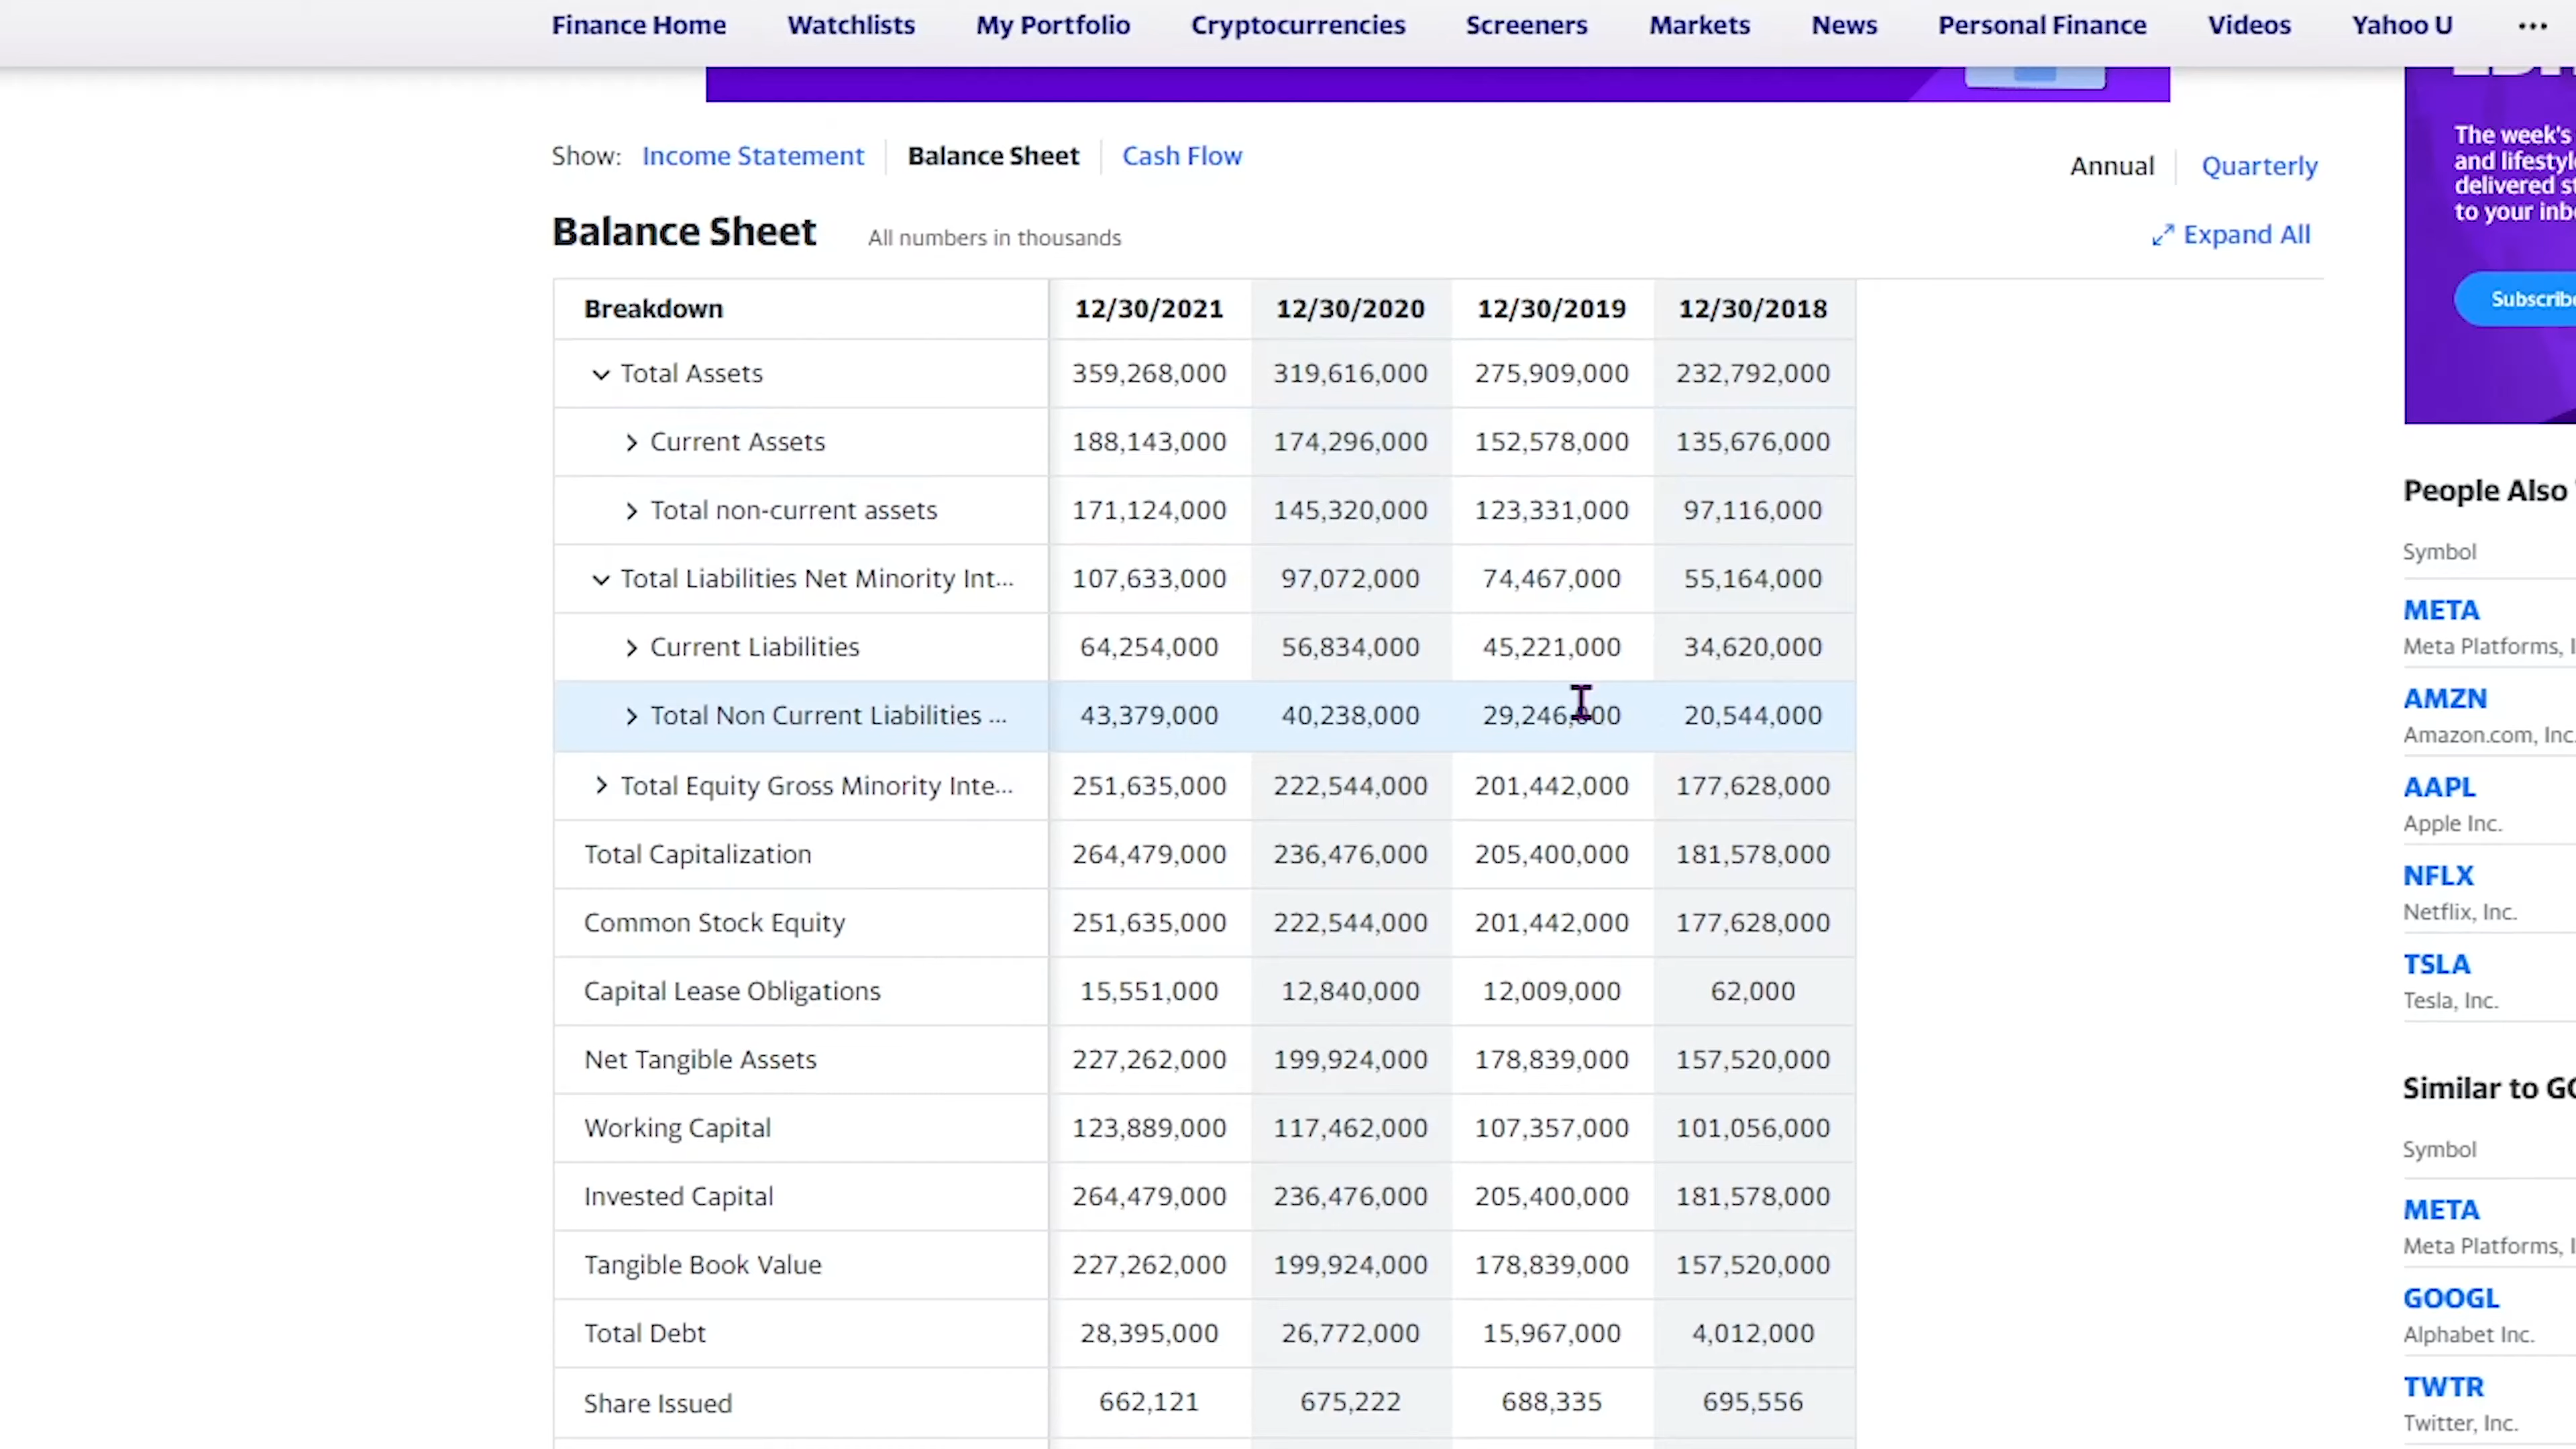 Finance Home Watchlists My Portfolio Cryptocurrencies Screeners Markets News Personal Finance Videos Yahoo U ...
Show: Income Statement Balance Sheet Cash Flow
Annual Quarterly
Balance Sheet All numbers in thousands
Expand All
Breakdown 12/30/2021 12/30/2020 12/30/2019 12/30/2018
Total Assets 359,268,000 319,616,000 275,909,000 232,792,000
Current Assets 188,143,000 174,296,000 152,578,000 135,676,000
Total non-current assets 171,124,000 145,320,000 123,331,000 97,116,000
Total Liabilities Net Minority Int... 107,633,000 97,072,000 74,467,000 55,164,000
Current Liabilities 64,254,000 56,834,000 45,221,000 34,620,000
Total Non Current Liabilities ... 43,379,000 40,238,000 29,246,000 20,544,000
Total Equity Gross Minority Inte... 251,635,000 222,544,000 201,442,000 177,628,000
Total Capitalization 264,479,000 236,476,000 205,400,000 181,578,000
Common Stock Equity 251,635,000 222,544,000 201,442,000 177,628,000
Capital Lease Obligations 15,551,000 12,840,000 12,009,000 62,000
Net Tangible Assets 227,262,000 199,924,000 178,839,000 157,520,000
Working Capital 123,889,000 117,462,000 107,357,000 101,056,000
Invested Capital 264,479,000 236,476,000 205,400,000 181,578,000
Tangible Book Value 227,262,000 199,924,000 178,839,000 157,520,000
Total Debt 28,395,000 26,772,000 15,967,000 4,012,000
Share Issued 662,121 675,222 688,335 695,556
The week's
and lifestyl
delivered st
to your inb
Subscrib
People Also
Symbol
META
Meta Platforms, I
AMZN
Amazon.com, Inc.
AAPL
Apple Inc.
NFLX
Netflix, Inc.
TSLA
Tesla, Inc.
Similar to GO
Symbol
META
Meta Platforms, I
GOOGL
Alphabet Inc.
TWTR
Twitter, Inc.